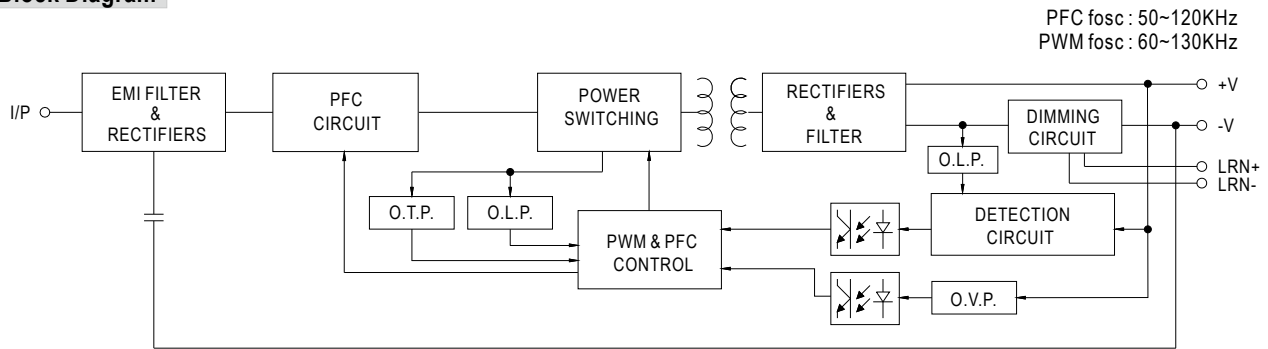 Block Diagram
PFC fosc : 50~120KHz
PWM fosc : 60~130KHz
I/P
EMI FILTER
&
RECTIFIERS
PFC
CIRCUIT
POWER
SWITCHING
RECTIFIERS
&
FILTER
+V
DIMMING
CIRCUIT
-V
O.L.P.
LRN+
LRN-
O.T.P.
O.L.P.
PWM & PFC
CONTROL
DETECTION
CIRCUIT
O.V.P.